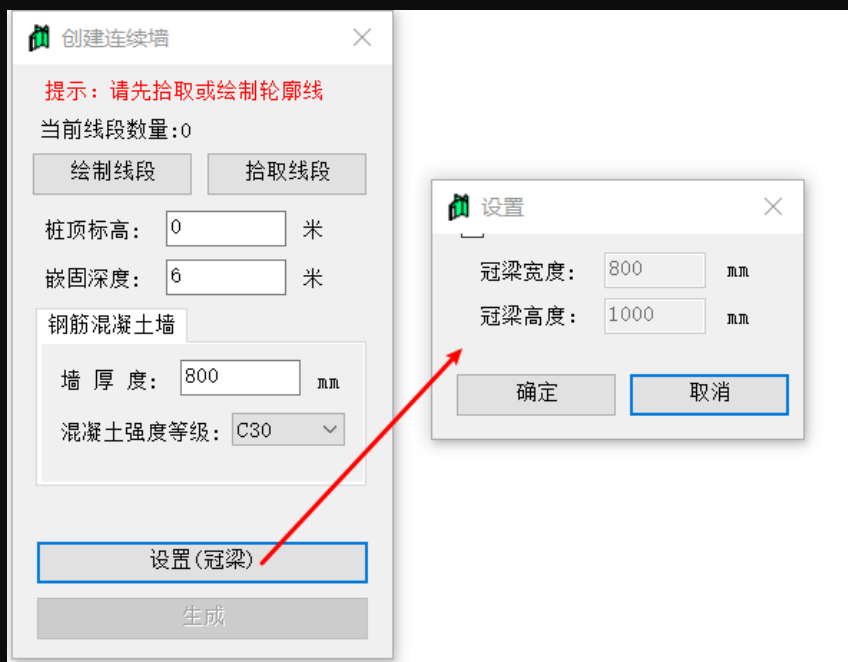 创建连续墙
提示：请先拾取或绘制轮廓线
当前线段数量:0
绘制线段 拾取线段
桩顶标高： 0 米
嵌固深度： 6 米
钢筋混凝土墙
墙 厚 度： 800 mm
混凝土强度等级： C30
设置(冠梁)
生成
设置
冠梁宽度： 800 mm
冠梁高度： 1000 mm
确定 取消